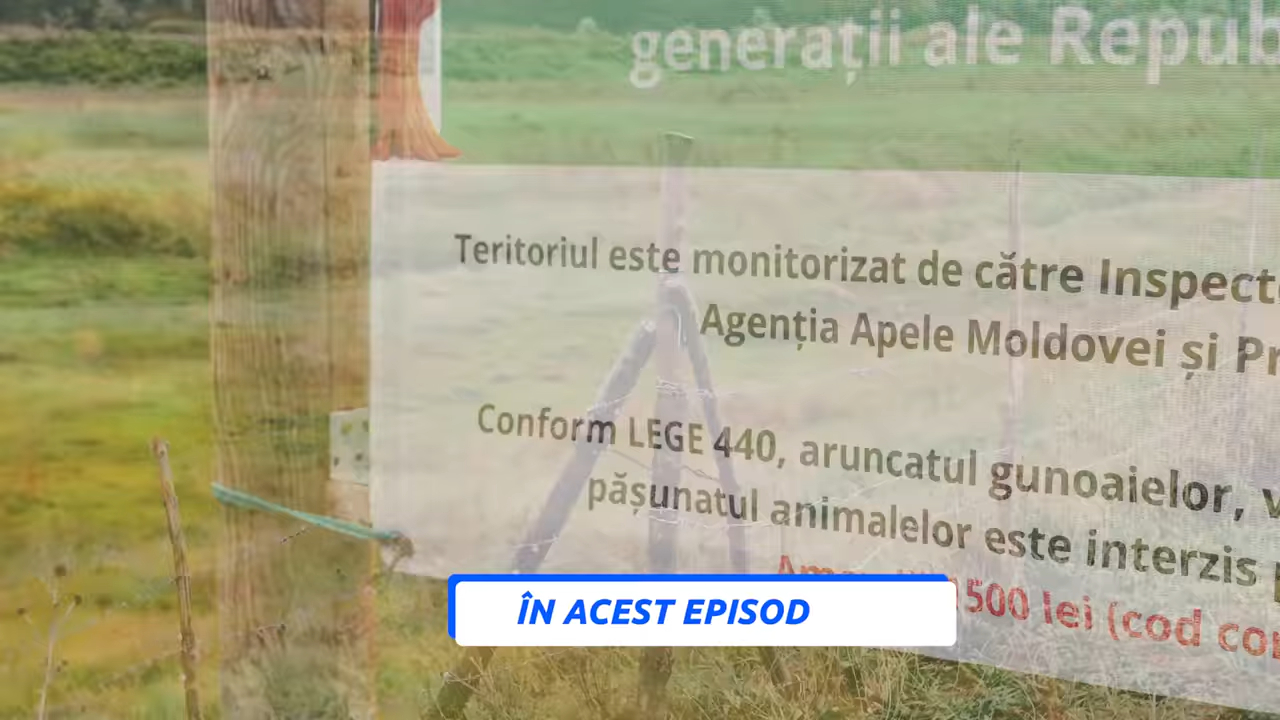 generații ale Repub
Teritoriul este monitorizat de către Inspect
Agenția Apele Moldovei și Pr
Conform LEGE 440, aruncatul gunoaielor, v
pășunatul animalelor este interzis
500 lei (cod co
ÎN ACEST EPISOD